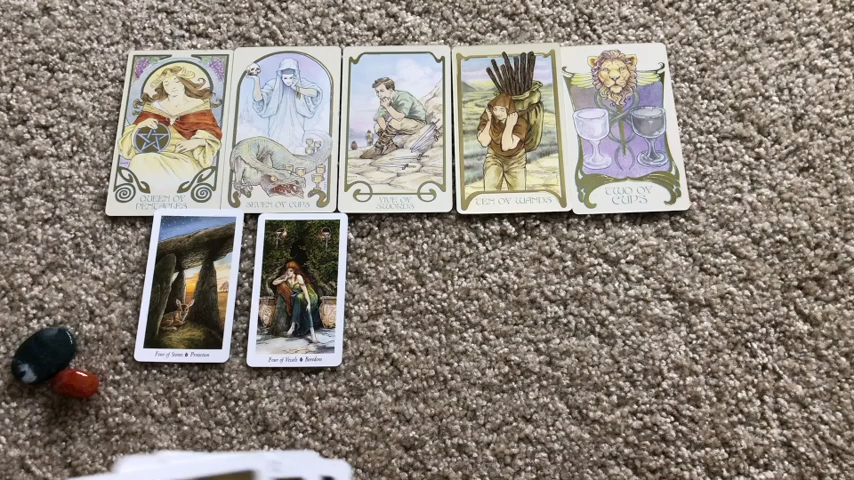 QUEEN OF
PENTACLES
SEVEN OF CUPS
FIVE OF
SWORDS
TEN OF WANDS
TWO OF
CUPS
Four of Stones Protection
Four of Vessels Boredom